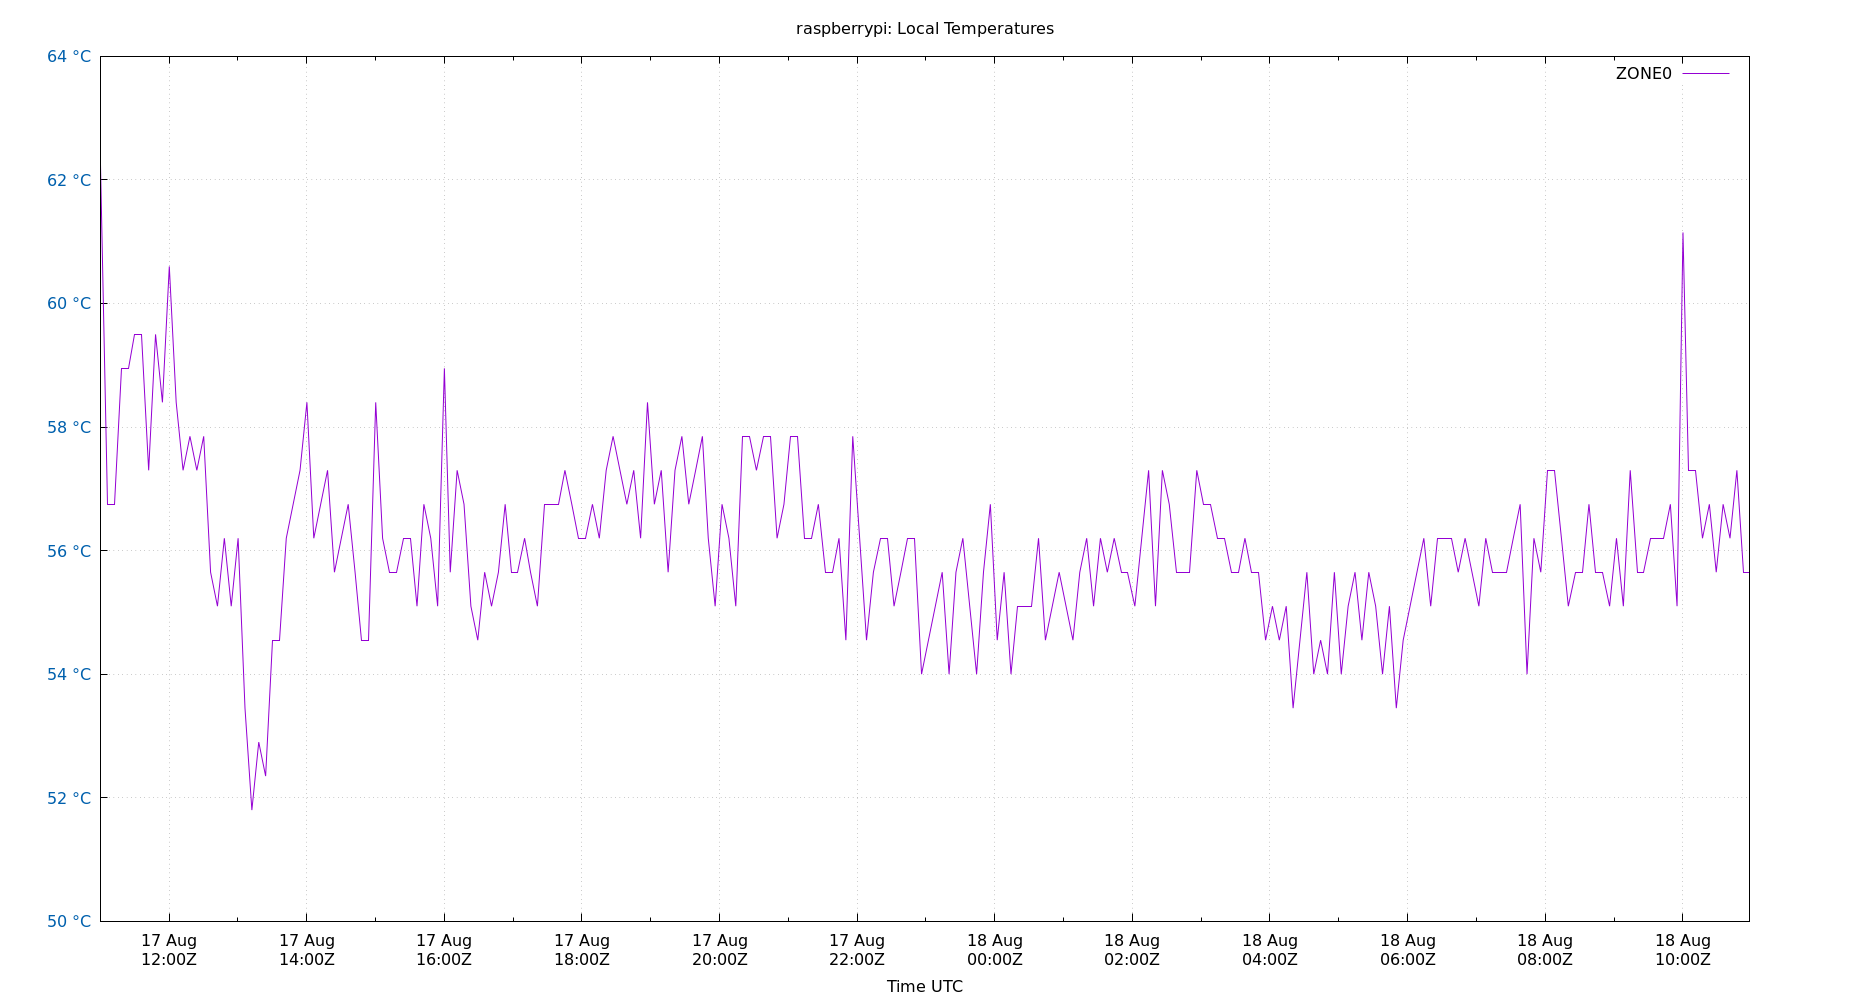 raspberrypi: Local Temperatures
64 °C
62 °C
60 °C
58 °C
56 °C
54 °C
52 °C
50 °C
ZONE0
17 Aug 17 Aug 17 Aug 17 Aug 17 Aug 17 Aug 18 Aug 18 Aug 18 Aug 18 Aug 18 Aug 18 Aug
12:00Z 14:00Z 16:00Z 18:00Z 20:00Z 22:00Z 00:00Z 02:00Z 04:00Z 06:00Z 08:00Z 10:00Z
Time UTC